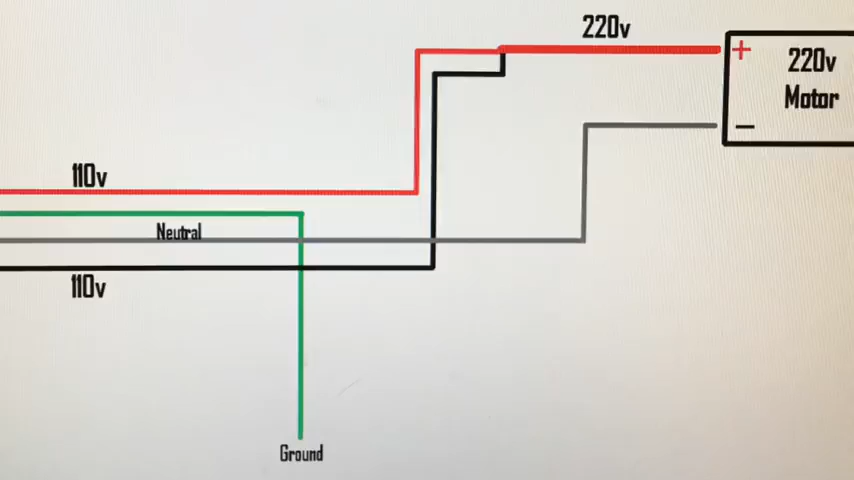 220v
+
220v
Motor
−
110v
Neutral
110v
Ground